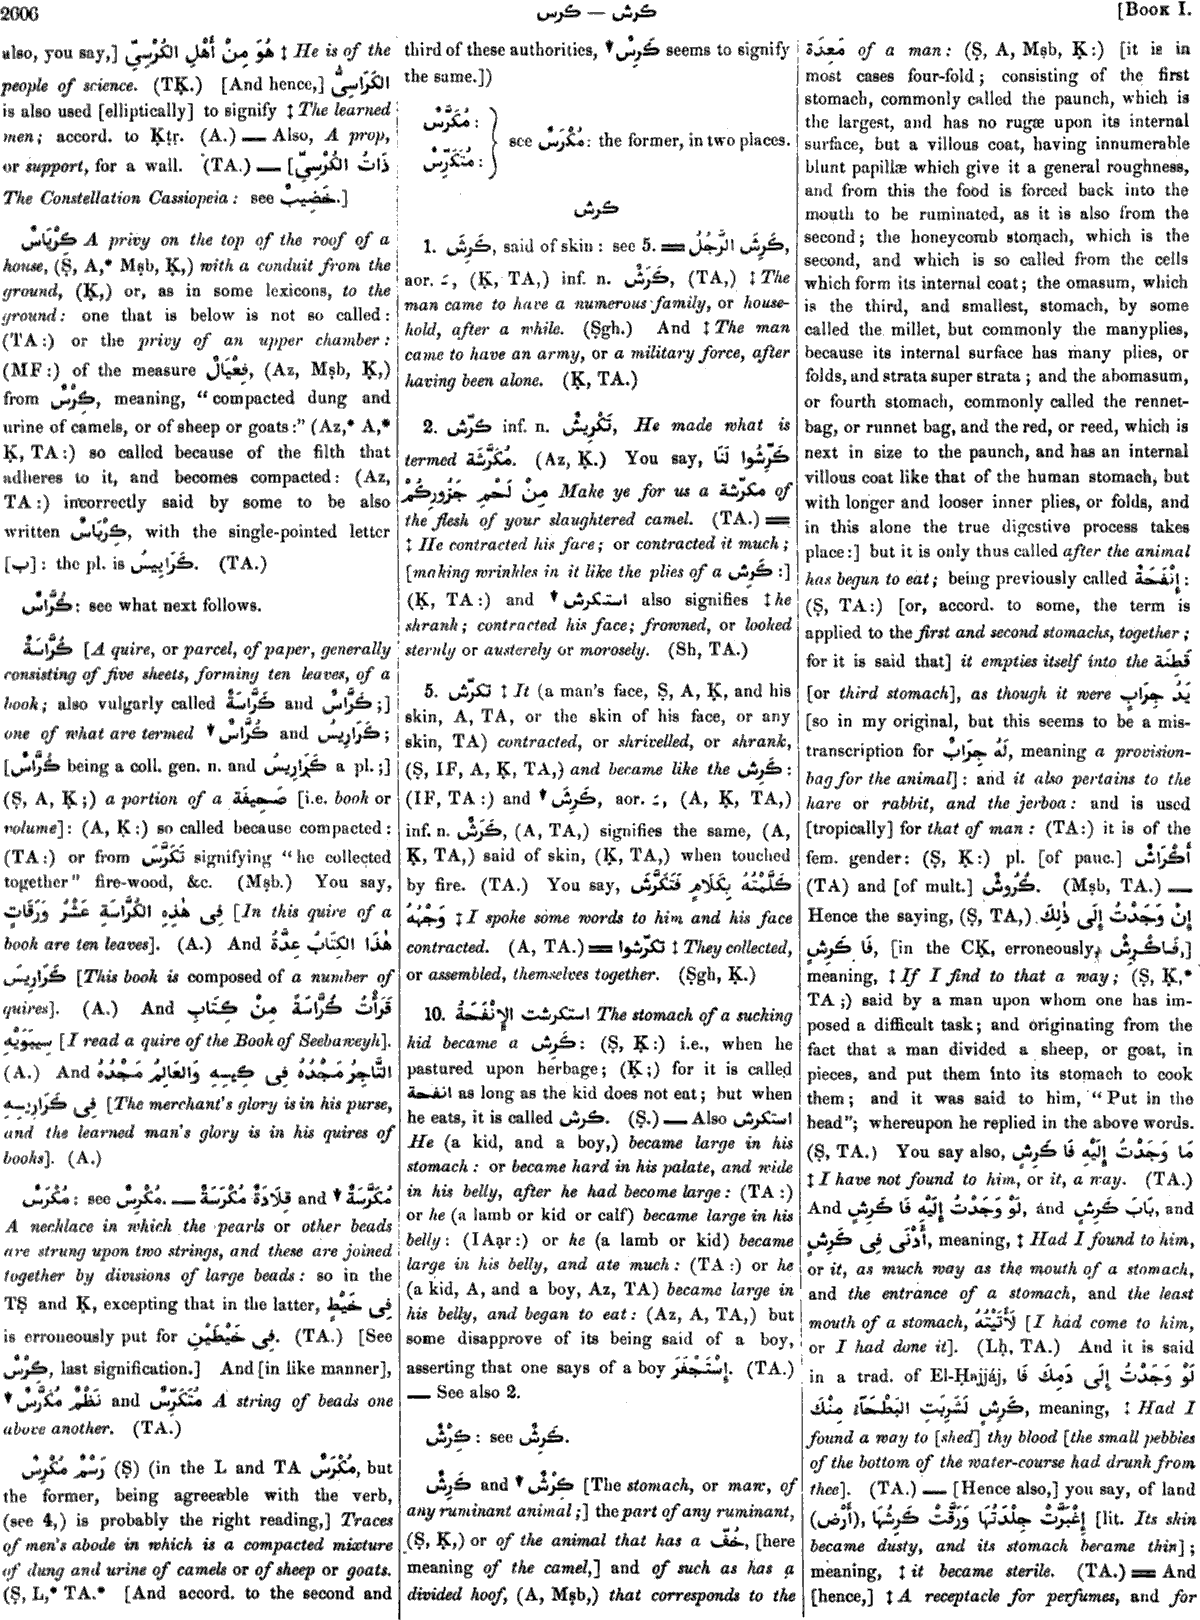 2606
كرس — كرش
[Book I.
also, you say,] هُوَ مِنْ أَهْلِ الكُرْسِىِّ ‡ He is of the
people of science. (TḲ.) [And hence,] الكَرَاسِىُّ
is also used [elliptically] to signify ‡ The learned
men; accord. to Ḳṭr. (A.) — Also, A prop,
or support, for a wall. (TA.) — [ذَاتُ الكُرْسِىِّ
The Constellation Cassiopeia: see خَضِيبٌ.]
كِرْيَاسٌ A privy on the top of the roof of a
house, (Ṣ, A,* Mṣb, Ḳ,) with a conduit from the
ground, (Ḳ,) or, as in some lexicons, to the
ground: one that is below is not so called:
(TA:) or the privy of an upper chamber:
(MF:) of the measure فِعْيَالٌ, (Az, Mṣb, Ḳ,)
from كِرْسٌ, meaning, “compacted dung and
urine of camels, or of sheep or goats:” (Az,* A,*
Ḳ, TA:) so called because of the filth that
adheres to it, and becomes compacted: (Az,
TA:) incorrectly said by some to be also
written كِرْبَاسٌ, with the single-pointed letter
[ب]: the pl. is كَرَايِيسُ. (TA.)
كُرَّاسٌ: see what next follows.
كُرَّاسَةٌ [A quire, or parcel, of paper, generally
consisting of five sheets, forming ten leaves, of a
book; also vulgarly called كَرَّاسَةٌ and كَرَّاسٌ;]
one of what are termed ▼ كُرَّاسٌ and كَرَارِيسُ;
[كُرَّاسٌ being a coll. gen. n. and كَرَارِيسُ a pl.;]
(Ṣ, A, Ḳ;) a portion of a صَحِيفَة [i.e. book or
volume]: (A, Ḳ:) so called because compacted:
(TA:) or from تَكَرَّسَ signifying “he collected
together” fire-wood, &c. (Mṣb.) You say,
فِى هٰذِهِ الكُرَّاسَةِ عَشْرُ وَرَقَاتٍ [In this quire of a
book are ten leaves]. (A.) And هٰذَا الكِتَابُ عِدَّةُ
كَرَارِيسَ [This book is composed of a number of
quires]. (A.) And قَرَأْتُ كُرَّاسَةً مِنْ كِتَابِ
سِيبَوَيْهِ [I read a quire of the Book of Seebaweyh].
(A.) And التَّاجِرُ مَجْدُهُ فِى كِيسِهِ وَالعَالِمُ مَجْدُهُ
فِى كَرَارِيسِهِ [The merchant's glory is in his purse,
and the learned man's glory is in his quires of
books]. (A.)
مُكْرَسٌ: see مُكْرِسٌ. — قِلَادَةٌ مُكْرَسَةٌ and ▼ مُكَرَّسَةٌ
A necklace in which the pearls or other beads
are strung upon two strings, and these are joined
together by divisions of large beads: so in the
TṢ and Ḳ, excepting that in the latter, فِى خَيْطٍ
is erroneously put for فِى خَيْطَيْنِ. (TA.) [See
كِرْسٌ, last signification.] And [in like manner],
▼ نَظْمٌ مُكَرَّسٌ and مُتَكَرِّسٌ A string of beads one
above another. (TA.)
رَسْمٌ مُكْرِسٌ (Ṣ) (in the L and TA مُكْرَسٌ, but
the former, being agreeable with the verb,
(see 4,) is probably the right reading,] Traces
of men's abode in which is a compacted mixture
of dung and urine of camels or of sheep or goats.
(Ṣ, L,* TA.* [And accord. to the second and
third of these authorities, ▼ كَرِسٌ seems to signify
the same.])
مُكَرَّسٌ:
مُتَكَرِّسٌ:
see مُكْرَسٌ: the former, in two places.
كرش
1. كَرِشَ, said of skin: see 5. ═ كَرِشَ الرَّجُلُ,
aor. ـَ, (Ḳ, TA,) inf. n. كَرَشٌ, (TA,) ‡ The
man came to have a numerous family, or house-
hold, after a while. (Ṣgh.) And ‡ The man
came to have an army, or a military force, after
having been alone. (Ḳ, TA.)
2. كرّش inf. n. تَكْرِيشٌ, He made what is
termed مُكَرَّشَة. (Az, Ḳ.) You say, كَرِّشُوا لَنَا
مِنْ لَحْمِ جَزُورِكُمْ Make ye for us a مكرّشة of
the flesh of your slaughtered camel. (TA.) ═
‡ He contracted his face; or contracted it much;
[making wrinkles in it like the plies of a كرش:]
(Ḳ, TA:) and ▼ استكرش also signifies ‡ he
shrank; contracted his face; frowned, or looked
sternly or austerely or morosely. (Sh, TA.)
5. تكرّش ‡ It (a man's face, Ṣ, A, Ḳ, and his
skin, A, TA, or the skin of his face, or any
skin, TA) contracted, or shrivelled, or shrank,
(Ṣ, IF, A, Ḳ, TA,) and became like the كَرِش:
(IF, TA:) and ▼ كَرِشَ, aor. ـَ, (A, Ḳ, TA,)
inf. n. كَرَشٌ, (A, TA,) signifies the same, (A,
Ḳ, TA,) said of skin, (Ḳ, TA,) when touched
by fire. (TA.) You say, كَلَّمْتُهُ بِكَلَامٍ فَتَكَرَّشَ
وَجْهُهُ ‡ I spoke some words to him and his face
contracted. (A, TA.) ═ تكرّشوا ‡ They collected,
or assembled, themselves together. (Ṣgh, Ḳ.)
10. استكرشت الإِنْفَحَةُ The stomach of a sucking
kid became a كَرِش: (Ṣ, Ḳ:) i.e., when he
pastured upon herbage; (Ḳ;) for it is called
انفحة as long as the kid does not eat; but when
he eats, it is called كرش. (Ṣ.) — Also استكرش
He (a kid, and a boy,) became large in his
stomach: or became hard in his palate, and wide
in his belly, after he had become large: (TA:)
or he (a lamb or kid or calf) became large in his
belly: (IAạr:) or he (a lamb or kid) became
large in his belly, and ate much: (TA:) or he
(a kid, A, and a boy, Az, TA) became large in
his belly, and began to eat: (Az, A, TA,) but
some disapprove of its being said of a boy,
asserting that one says of a boy إِسْتَجْفَرَ. (TA.)
— See also 2.
كِرْشٌ: see كَرِشٌ.
كَرِشٌ and ▼ كِرْشٌ [The stomach, or maw, of
any ruminant animal;] the part of any ruminant,
(Ṣ, Ḳ,) or of the animal that has a خُفّ, [here
meaning of the camel,] and of such as has a
divided hoof, (A, Mṣb,) that corresponds to the
مَعِدَة of a man: (Ṣ, A, Mṣb, Ḳ:) [it is in
most cases four-fold; consisting of the first
stomach, commonly called the paunch, which is
the largest, and has no rugæ upon its internal
surface, but a villous coat, having innumerable
blunt papillæ which give it a general roughness,
and from this the food is forced back into the
mouth to be ruminated, as it is also from the
second; the honeycomb stomach, which is the
second, and which is so called from the cells
which form its internal coat; the omasum, which
is the third, and smallest, stomach, by some
called the millet, but commonly the manyplies,
because its internal surface has many plies, or
folds, and strata super strata; and the abomasum,
or fourth stomach, commonly called the rennet-
bag, or runnet bag, and the red, or reed, which is
next in size to the paunch, and has an internal
villous coat like that of the human stomach, but
with longer and looser inner plies, or folds, and
in this alone the true digestive process takes
place:] but it is only thus called after the animal
has begun to eat; being previously called إِنْفَحَة:
(Ṣ, TA:) [or, accord. to some, the term is
applied to the first and second stomachs, together;
for it is said that] it empties itself into the قَطِنَة
[or third stomach], as though it were يَدُ جِرَابٍ
[so in my original, but this seems to be a mis-
transcription for لَهُ جِرَابٌ, meaning a provision-
bag for the animal]: and it also pertains to the
hare or rabbit, and the jerboa: and is used
[tropically] for that of man: (TA:) it is of the
fem. gender: (Ṣ, Ḳ:) pl. [of pauc.] أَكْرَاشٌ
(TA) and [of mult.] كُرُوشٌ. (Mṣb, TA.) —
Hence the saying, (Ṣ, TA,) إِنْ وَجَدْتُ إِلَى ذٰلِكَ
فَا كَرِشٍ, [in the CḲ, erroneously, فَاكْرِشْ,]
meaning, ‡ If I find to that a way; (Ṣ, Ḳ,*
TA;) said by a man upon whom one has im-
posed a difficult task; and originating from the
fact that a man divided a sheep, or goat, in
pieces, and put them into its stomach to cook
them; and it was said to him, “Put in the
head”; whereupon he replied in the above words.
(Ṣ, TA.) You say also, مَا وَجَدْتُ إِلَيْهِ فَا كَرِشٍ
‡ I have not found to him, or it, a way. (TA.)
And لَوْ وَجَدْتُ إِلَيْهِ فَا كَرِشٍ, and بَابَ كَرِشٍ, and
أَدْنَى فِى كَرِشٍ, meaning, ‡ Had I found to him,
or it, as much way as the mouth of a stomach,
and the entrance of a stomach, and the least
mouth of a stomach, لَأَتَيْتُهُ [I had come to him,
or I had done it]. (Lḥ, TA.) And it is said
in a trad. of El-Ḥajjáj, لَوْ وَجَدْتُ إِلَى دَمِكَ فَا
كَرِشٍ لَشَرِبَتِ البَطْحَآءُ مِنْكَ, meaning, ‡ Had I
found a way to [shed] thy blood [the small pebbles
of the bottom of the water-course had drunk from
thee]. (TA.) — [Hence also,] you say, of land
(أَرْض), إِغْبَرَّتْ جِلْدَتُهَا وَرَقَّتْ كَرِشُهَا [lit. Its skin
became dusty, and its stomach became thin];
meaning, ‡ it became sterile. (TA.) ═ And
[hence,] ‡ A receptacle for perfumes, and for